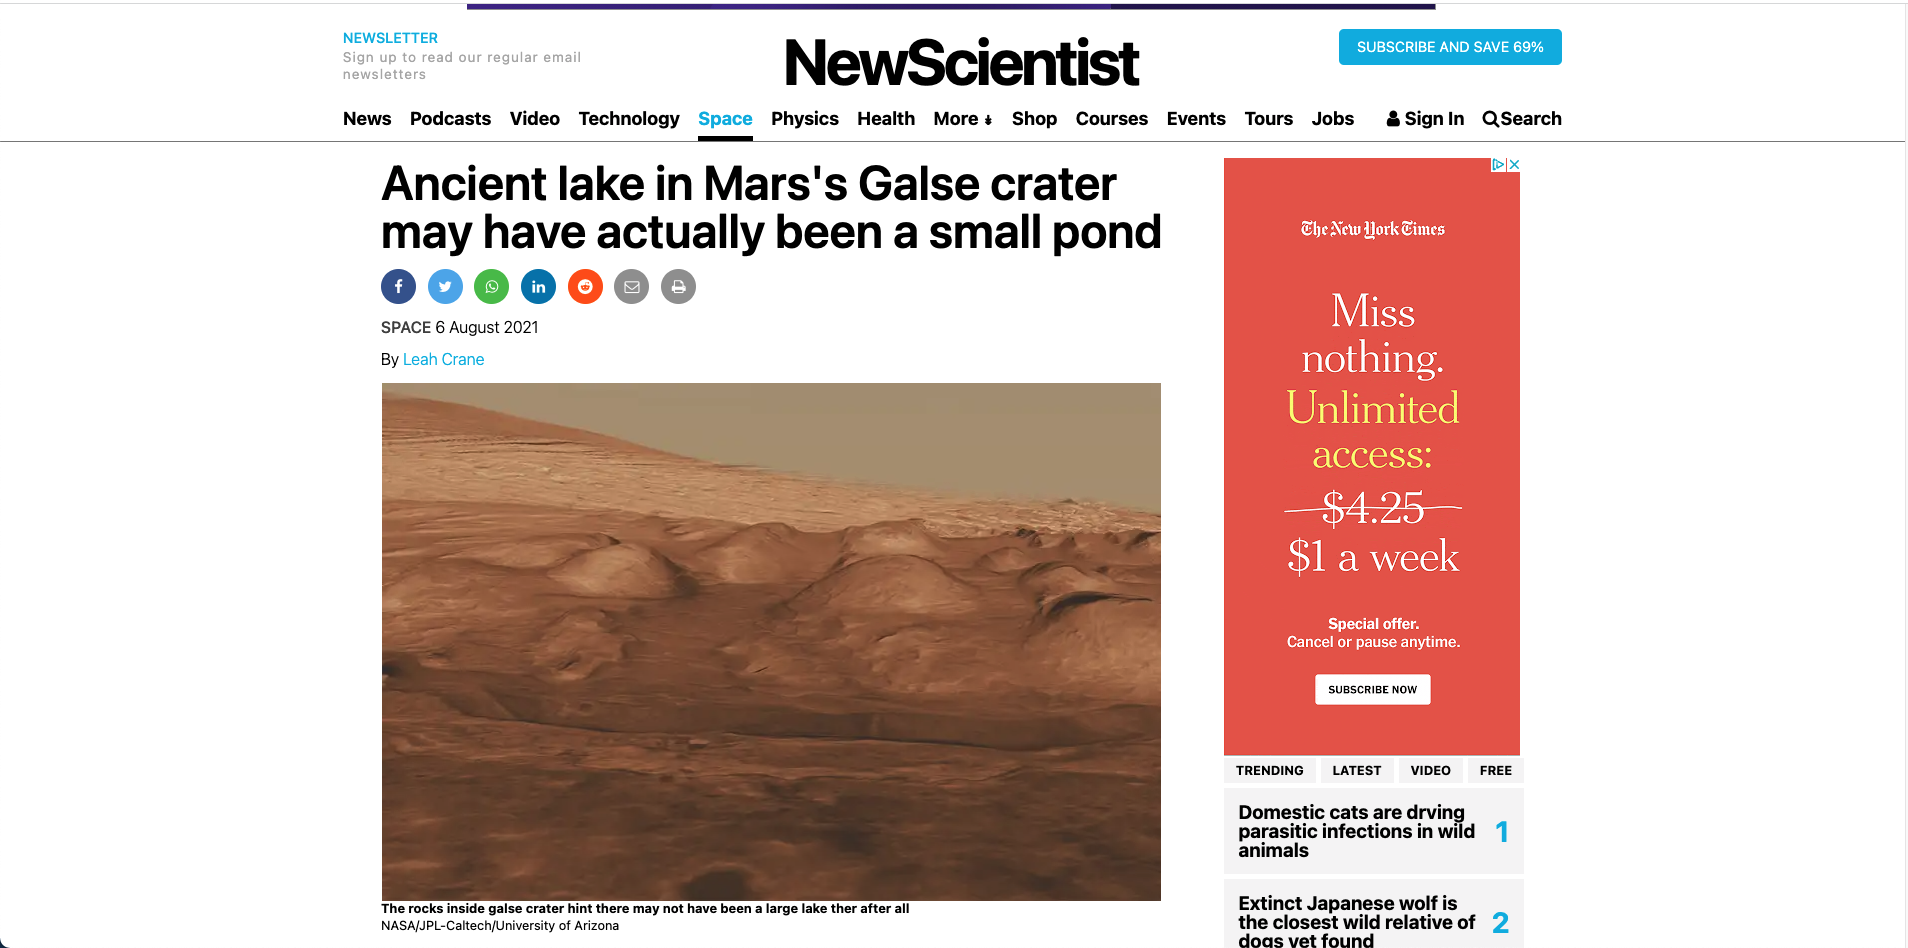 NEWSLETTER
Sign up to read our regular email
newsletters
NewScientist
SUBSCRIBE AND SAVE 69%
News Podcasts Video Technology Space Physics Health More Shop Courses Events Tours Jobs Sign In Search
Ancient lake in Mars's Galse crater
may have actually been a small pond
SPACE 6 August 2021
By Leah Crane
The rocks inside galse crater hint there may not have been a large lake ther after all
NASA/JPL-Caltech/University of Arizona
The New York Times
Miss
nothing.
Unlimited
access:
$4.25
$1 a week
Special offer.
Cancel or pause anytime.
SUBSCRIBE NOW
TRENDING LATEST VIDEO FREE
Domestic cats are drving
parasitic infections in wild
animals
1
Extinct Japanese wolf is
the closest wild relative of
dogs yet found
2